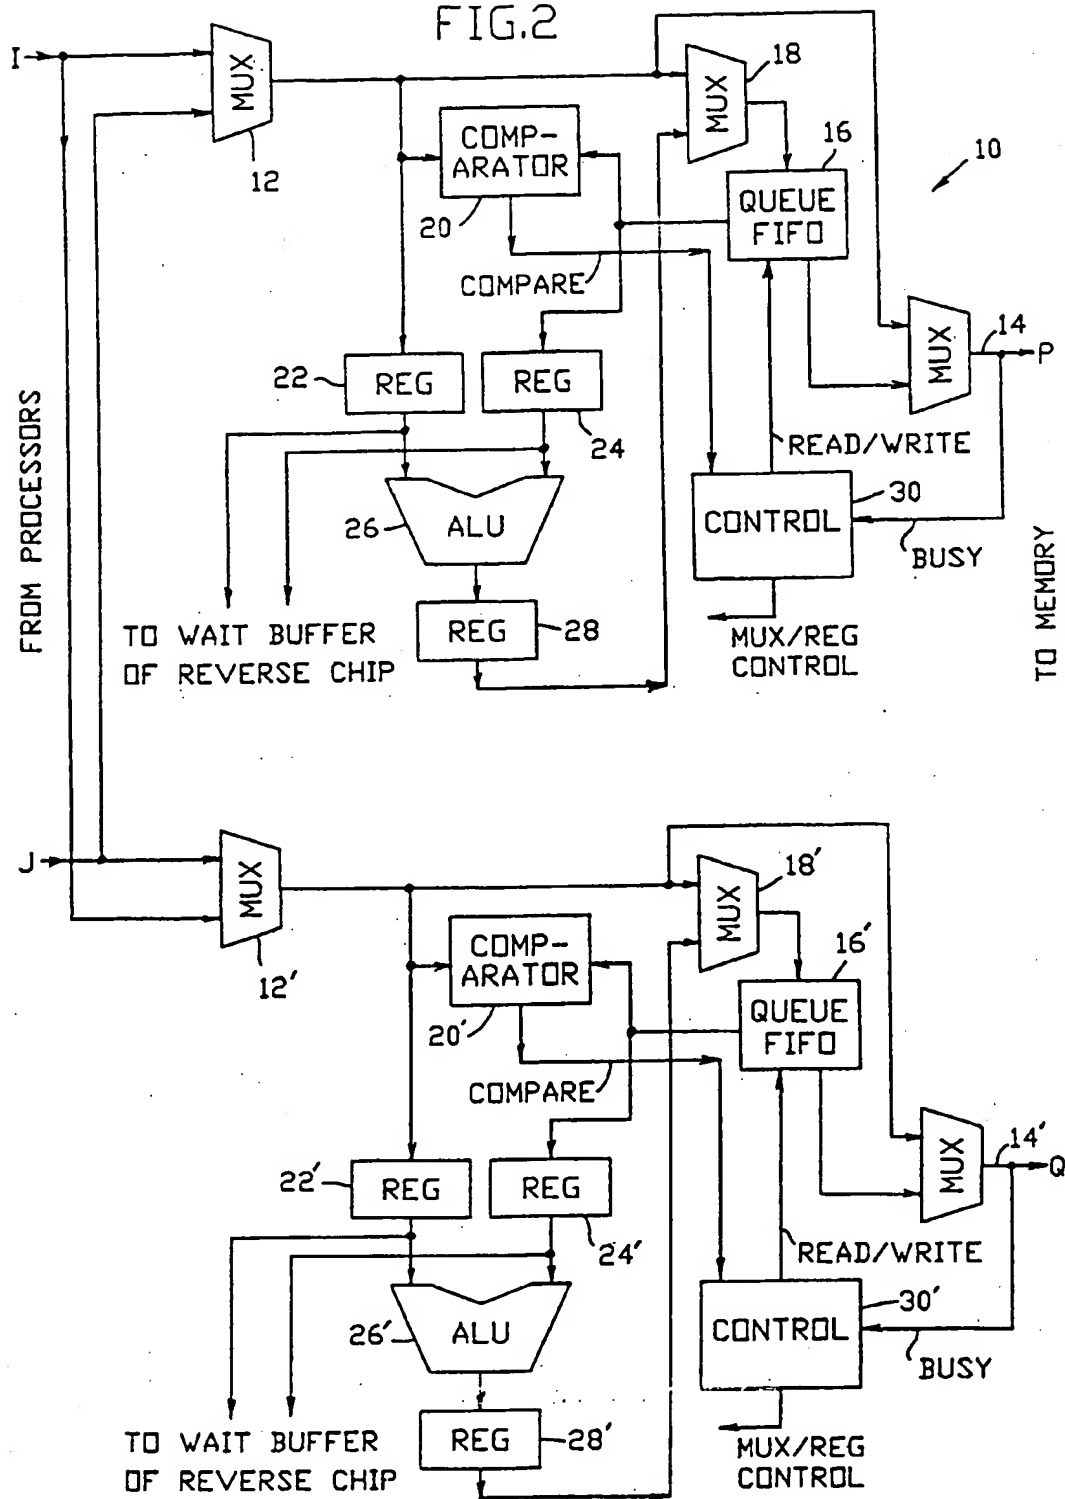 FIG.2
I
MUX
12
MUX
18
COMP-
ARATOR
20
16
QUEUE
FIFO
10
COMPARE
MUX
14
P
22
REG
REG
24
READ/WRITE
FROM PROCESSORS
26
ALU
30
CONTROL
BUSY
TO MEMORY
TO WAIT BUFFER
OF REVERSE CHIP
REG
28
MUX/REG
CONTROL
J
MUX
12'
MUX
18'
COMP-
ARATOR
20'
16'
QUEUE
FIFO
COMPARE
MUX
14'
Q
22'
REG
REG
24'
READ/WRITE
26'
ALU
30'
CONTROL
BUSY
TO WAIT BUFFER
OF REVERSE CHIP
REG
28'
MUX/REG
CONTROL